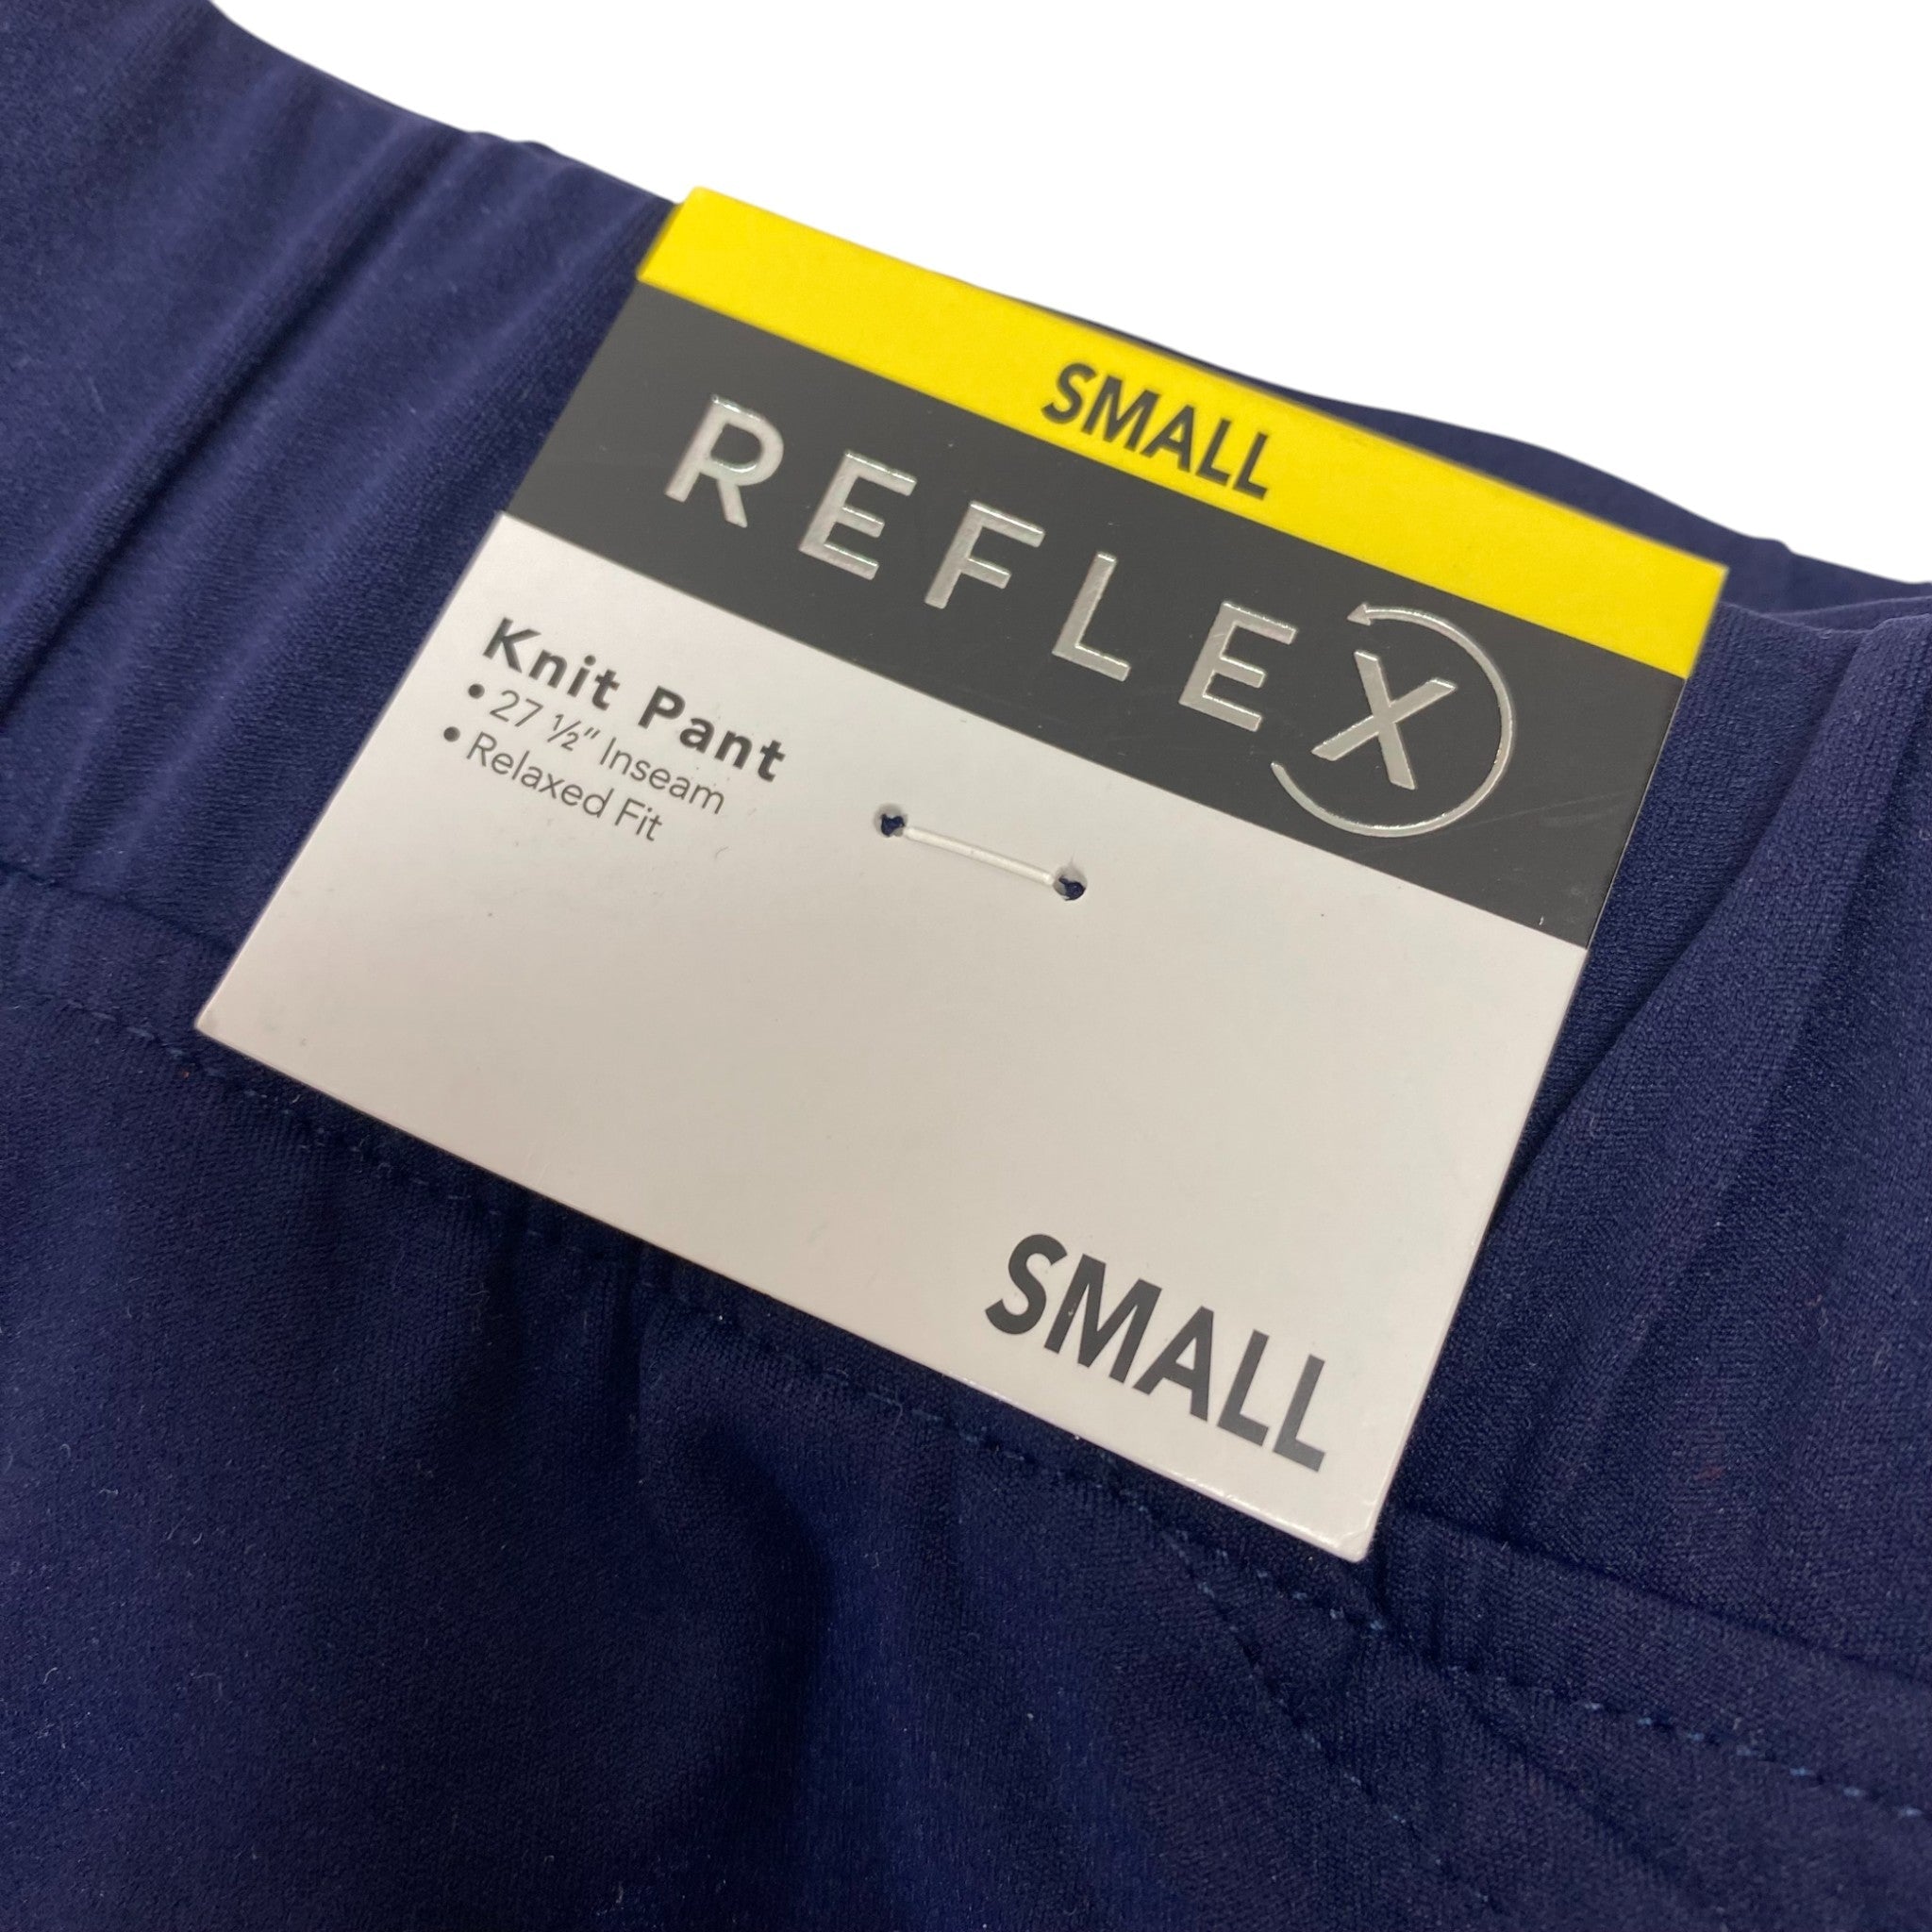 SMALL
REFLEX
Knit Pant
• 27 ½" Inseam
• Relaxed Fit
SMALL